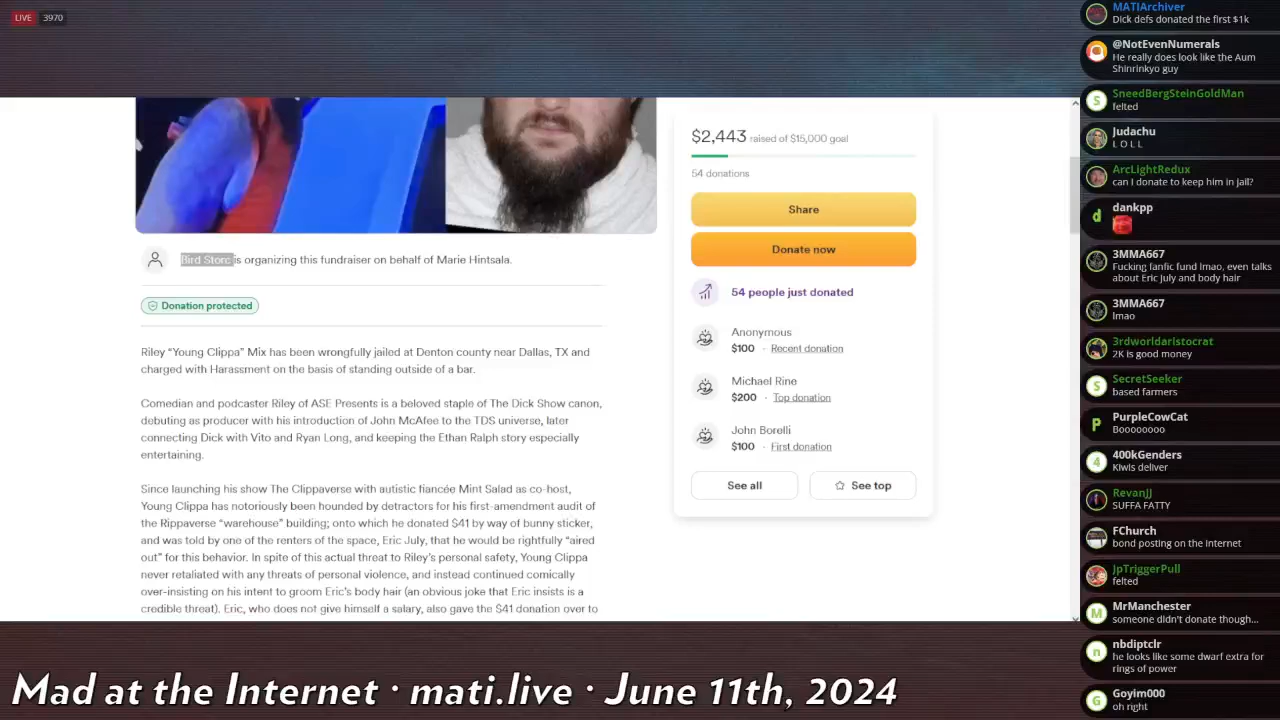 LIVE 3970
$2,443 raised of $15,000 goal
54 donations
Share
Donate now
54 people just donated
Anonymous
$100 · Recent donation
Michael Rine
$200 · Top donation
John Borelli
$100 · First donation
See all
See top
Bird Storc is organizing this fundraiser on behalf of Marie Hintsala.
Donation protected
Riley “Young Clippa” Mix has been wrongfully jailed at Denton county near Dallas, TX and
charged with Harassment on the basis of standing outside of a bar.
Comedian and podcaster Riley of ASE Presents is a beloved staple of The Dick Show canon,
debuting as producer with his introduction of John McAfee to the TDS universe, later
connecting Dick with Vito and Ryan Long, and keeping the Ethan Ralph story especially
entertaining.
Since launching his show The Clippaverse with autistic fiancée Mint Salad as co-host,
Young Clippa has notoriously been hounded by detractors for his first-amendment audit of
the Rippaverse “warehouse” building; onto which he donated $41 by way of bunny sticker,
and was told by one of the renters of the space, Eric July, that he would be rightfully “aired
out” for this behavior. In spite of this actual threat to Riley’s personal safety, Young Clippa
never retaliated with any threats of personal violence, and instead continued comically
over-insisting on his intent to groom Eric’s body hair (an obvious joke that Eric insists is a
credible threat). Eric, who does not give himself a salary, also gave the $41 donation over to
MATIArchiver
Dick defs donated the first $1k
@NotEvenNumerals
He really does look like the Aum
Shinrinkyo guy
SneedBergSteinGoldMan
felted
Judachu
L O L L
ArcLightRedux
can I donate to keep him in jail?
dankpp
3MMA667
Fucking fanfic fund lmao, even talks
about Eric July and body hair
3MMA667
lmao
3rdworldaristocrat
2K is good money
SecretSeeker
based farmers
PurpleCowCat
Boooooooo
400kGenders
Kiwis deliver
RevanJJ
SUFFA FATTY
FChurch
bond posting on the internet
JpTriggerPull
felted
MrManchester
someone didn't donate though...
nbdiptclr
he looks like some dwarf extra for
rings of power
Goyim000
oh right
Mad at the Internet · mati.live · June 11th, 2024